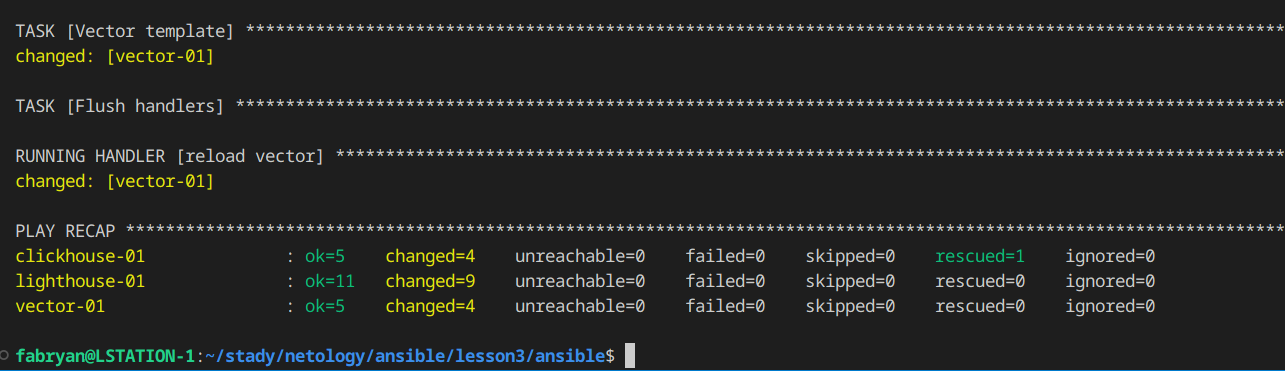 TASK [Vector template] ********************************************************************************************************
changed: [vector-01]
TASK [Flush handlers] *********************************************************************************************************
RUNNING HANDLER [reload vector] ***********************************************************************************************
changed: [vector-01]
PLAY RECAP ********************************************************************************************************************
clickhouse-01              : ok=5    changed=4    unreachable=0    failed=0    skipped=0    rescued=1    ignored=0
lighthouse-01              : ok=11   changed=9    unreachable=0    failed=0    skipped=0    rescued=0    ignored=0
vector-01                  : ok=5    changed=4    unreachable=0    failed=0    skipped=0    rescued=0    ignored=0
fabryan@LSTATION-1:~/stady/netology/ansible/lesson3/ansible$